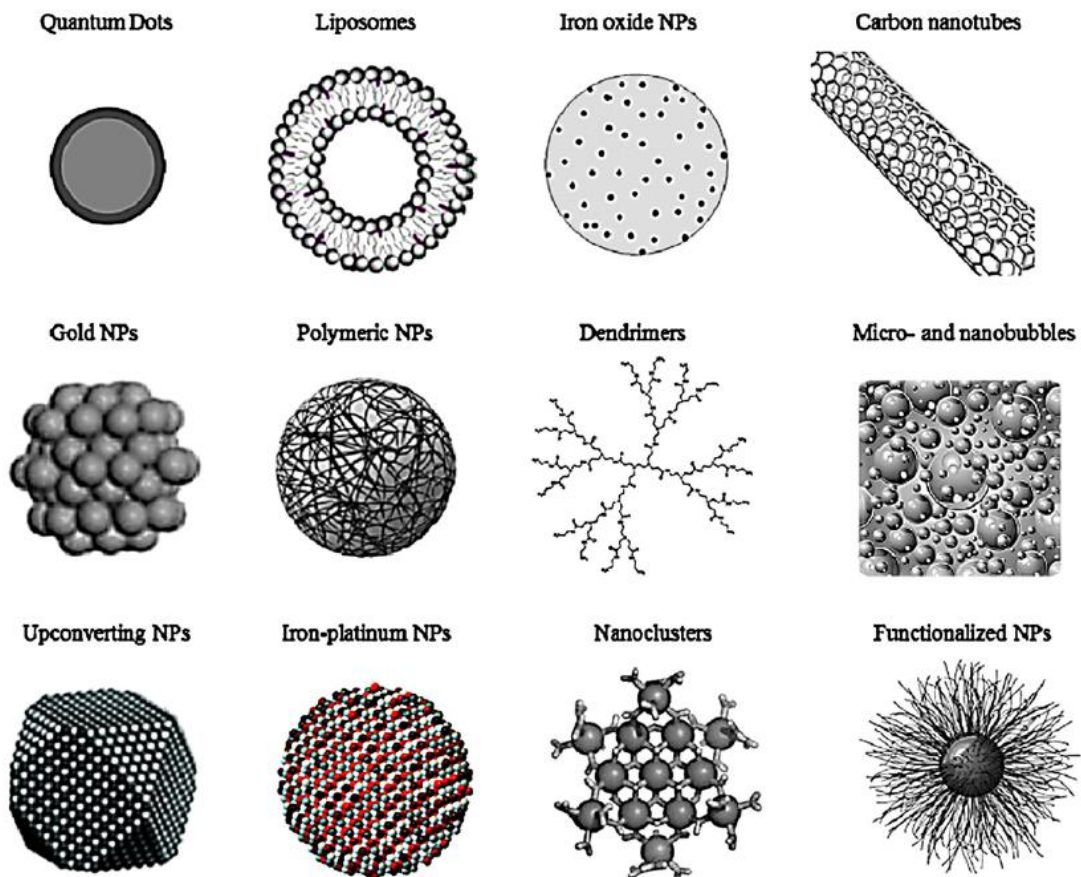 Quantum Dots
Liposomes
Iron oxide NPs
Carbon nanotubes
Gold NPs
Polymeric NPs
Dendrimers
Micro- and nanobubbles
Upconverting NPs
Iron-platinum NPs
Nanoclusters
Functionalized NPs